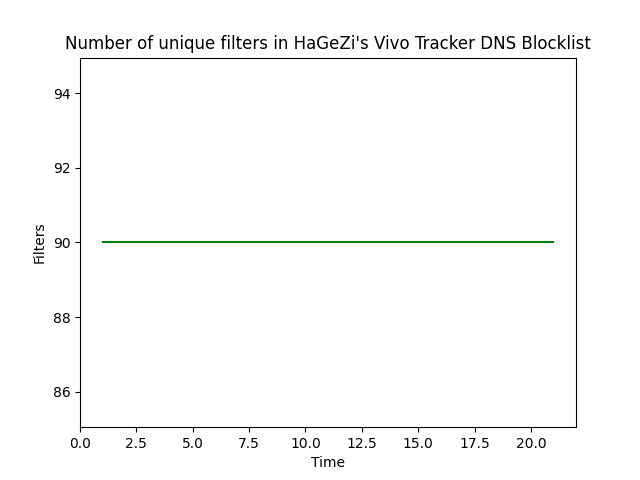 Number of unique filters in HaGeZi's Vivo Tracker DNS Blocklist
94
92
90
88
86
Filters
0.0 2.5 5.0 7.5 10.0 12.5 15.0 17.5 20.0
Time